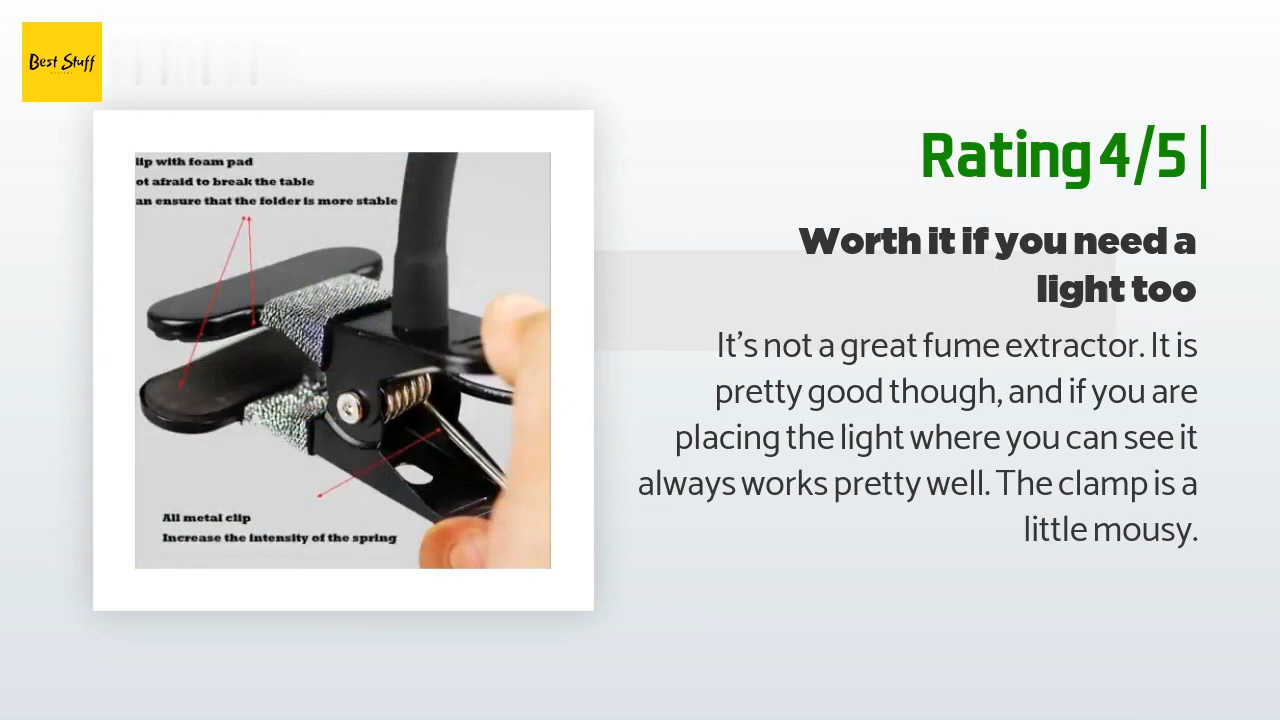 Best Stuff
lip with foam pad
ot afraid to break the table
an ensure that the folder is more stable
All metal clip
Increase the intensity of the spring
Rating 4/5 |
Worth it if you need a
light too
It's not a great fume extractor. It is
pretty good though, and if you are
placing the light where you can see it
always works pretty well. The clamp is a
little mousy.